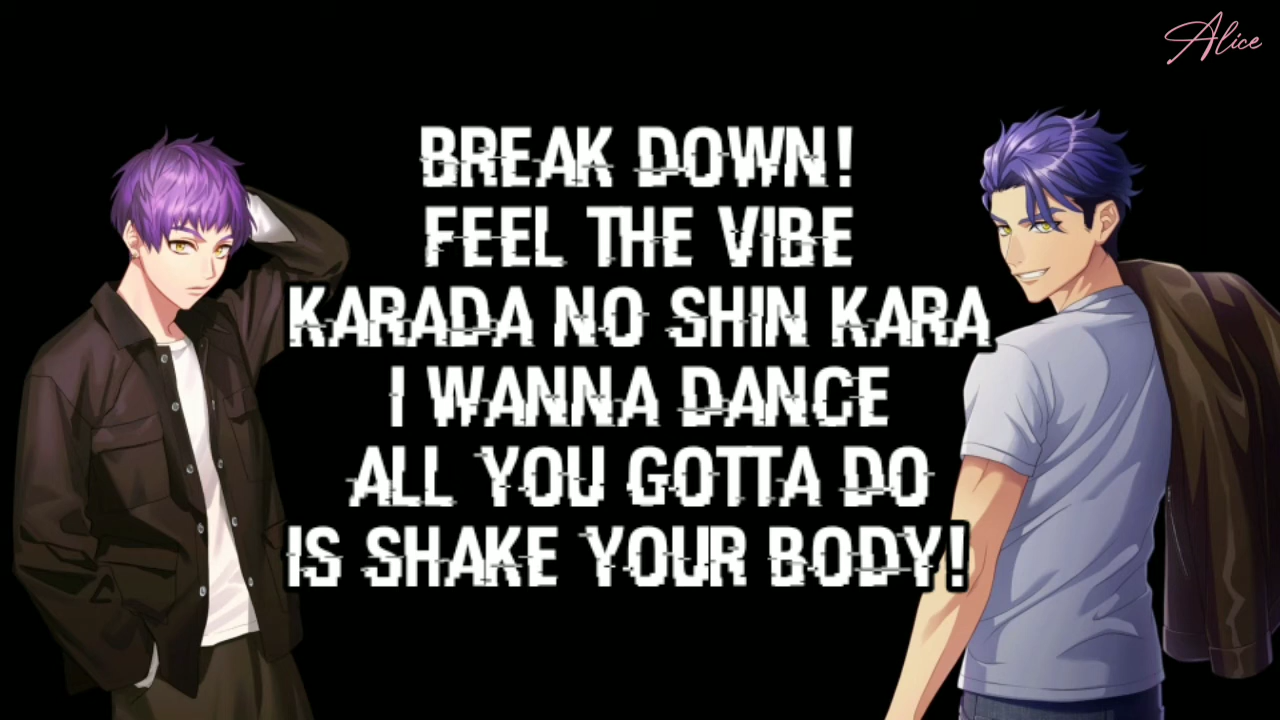 Alice
BREAK DOWN!
FEEL THE VIBE
KARADA NO SHIN KARA
I WANNA DANCE
ALL YOU GOTTA DO
IS SHAKE YOUR BODY!